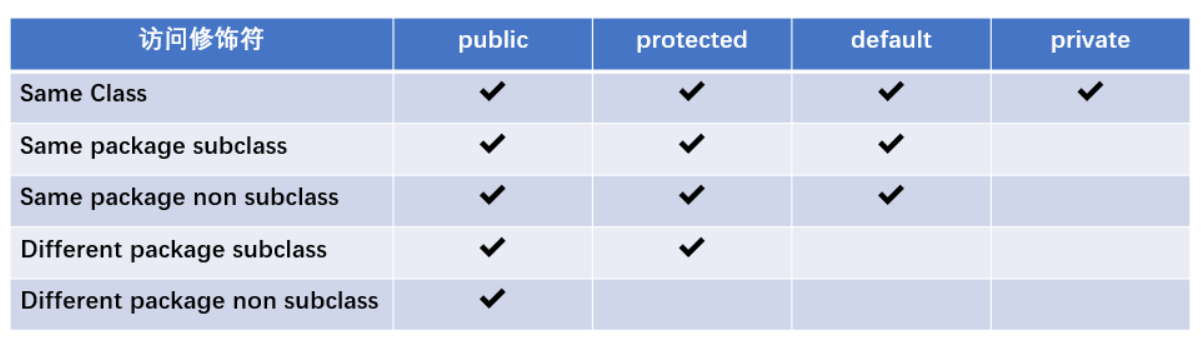 访问修饰符 public protected default private
Same Class ✔ ✔ ✔ ✔
Same package subclass ✔ ✔ ✔
Same package non subclass ✔ ✔ ✔
Different package subclass ✔ ✔
Different package non subclass ✔